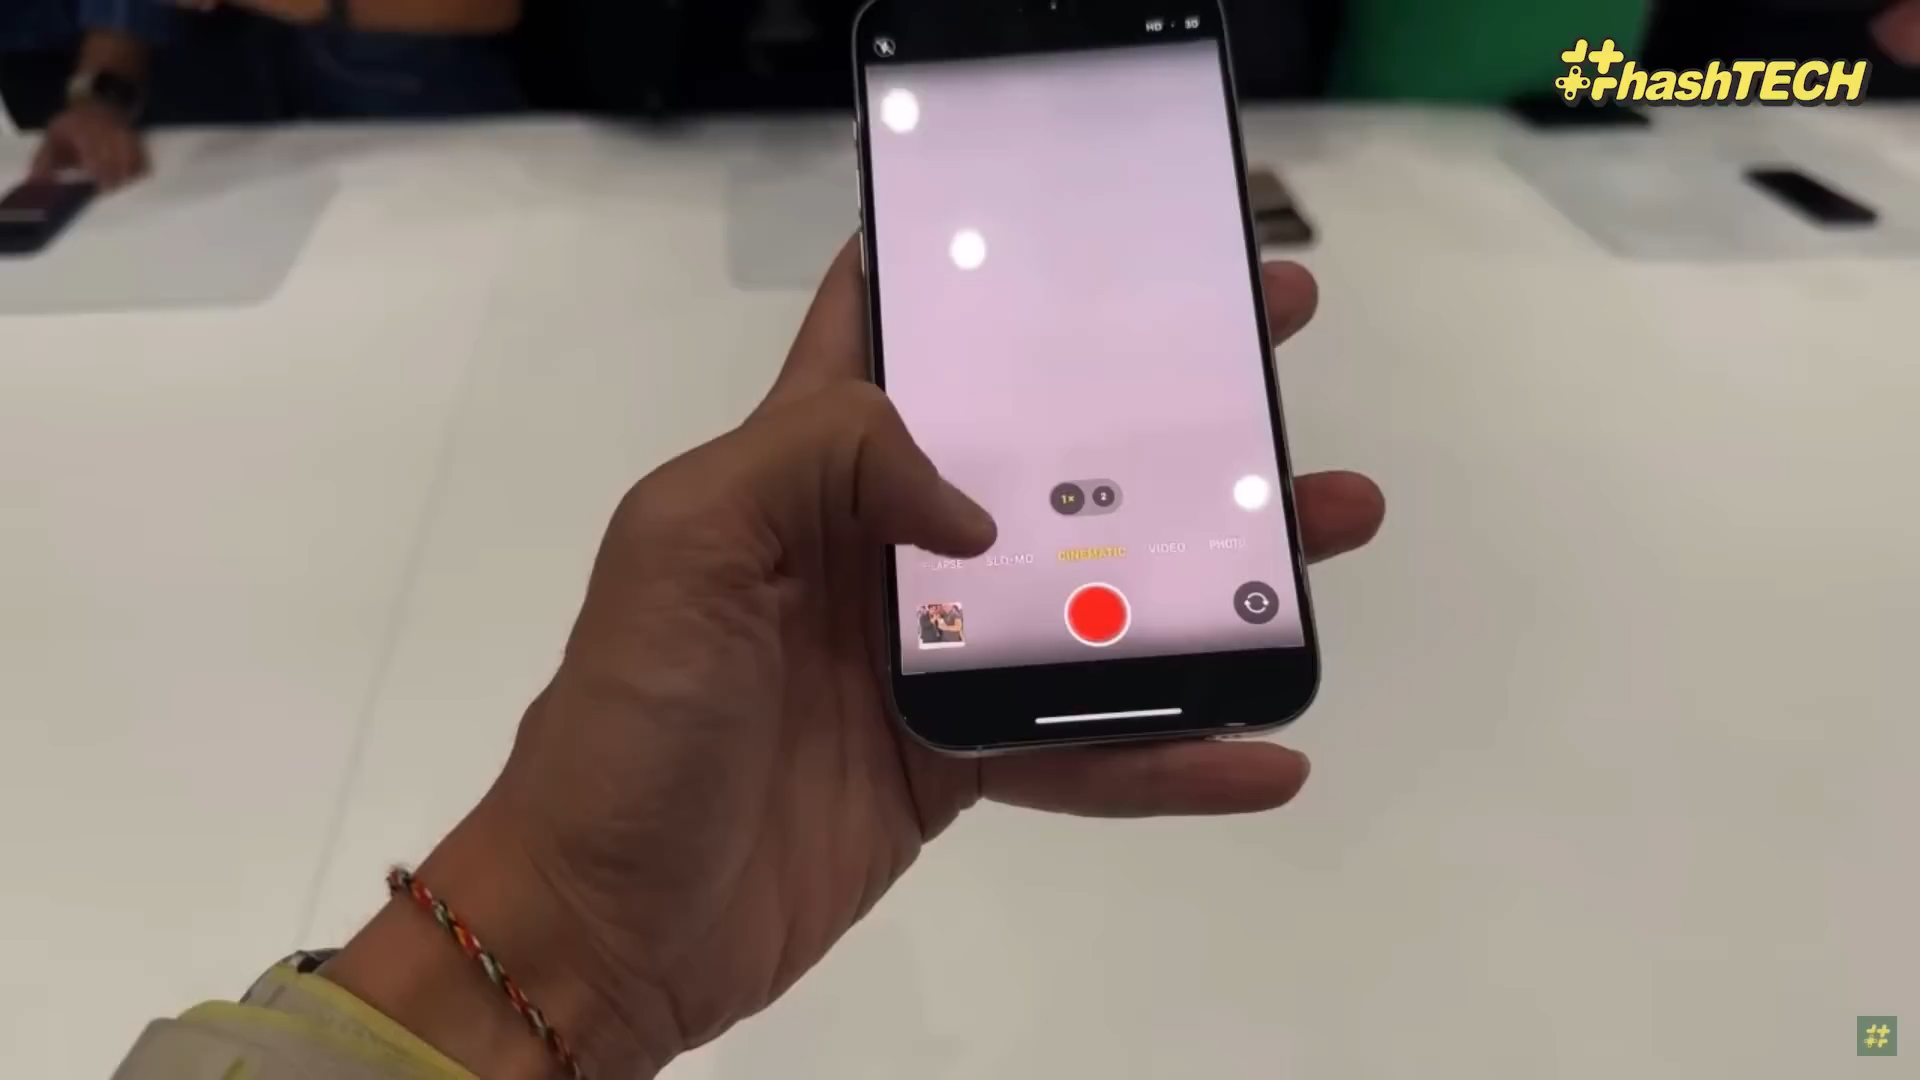 HD · 30
#hashTECH
1× 2
SLO-MO CINEMATIC VIDEO PHOTO
#